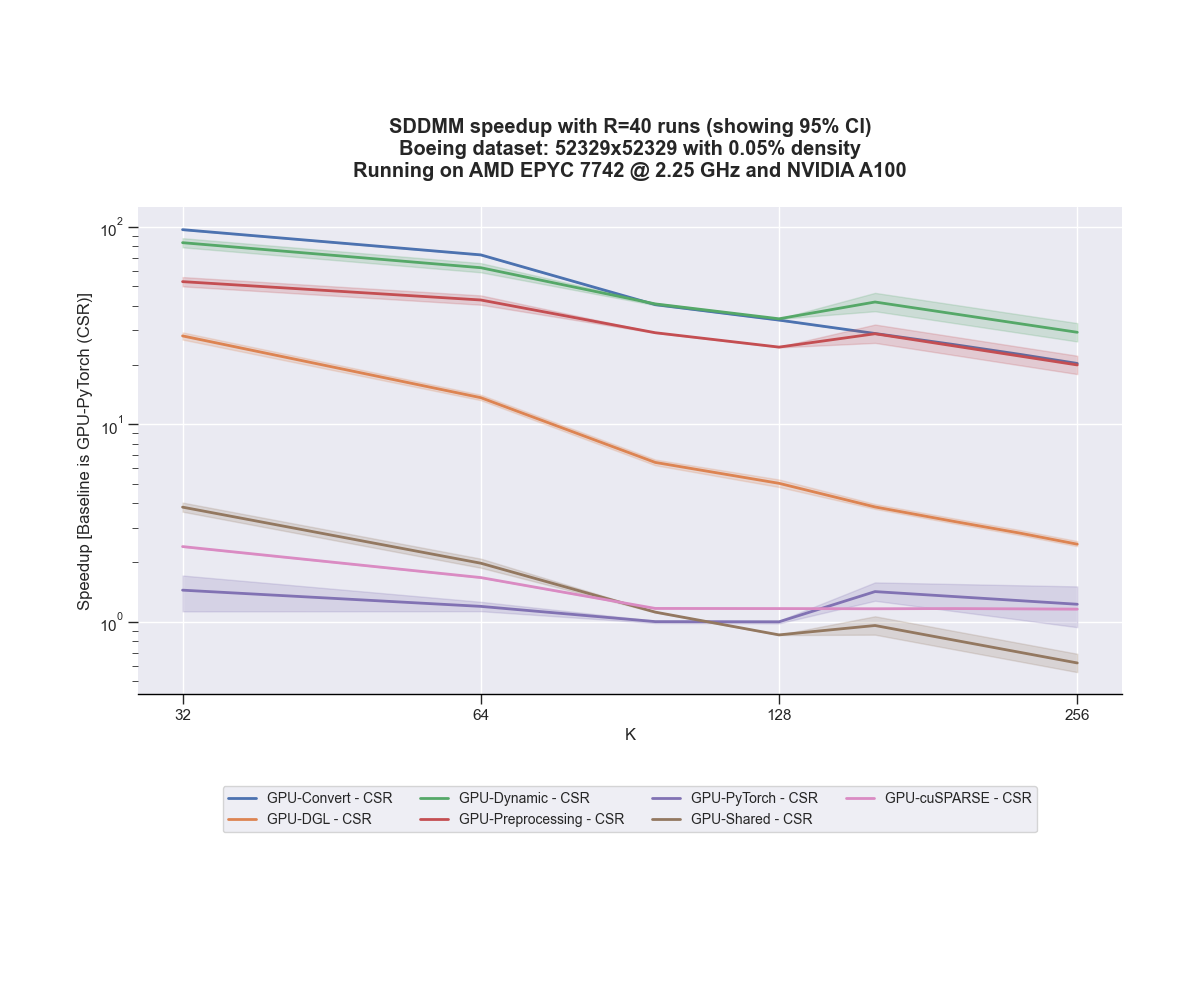 SDDMM speedup with R=40 runs (showing 95% CI)
Boeing dataset: 52329x52329 with 0.05% density
Running on AMD EPYC 7742 @ 2.25 GHz and NVIDIA A100
Speedup [Baseline is GPU-PyTorch (CSR)]
10²
10¹
10⁰
32 64 128 256
K
GPU-Convert - CSR GPU-Dynamic - CSR GPU-PyTorch - CSR GPU-cuSPARSE - CSR
GPU-DGL - CSR GPU-Preprocessing - CSR GPU-Shared - CSR